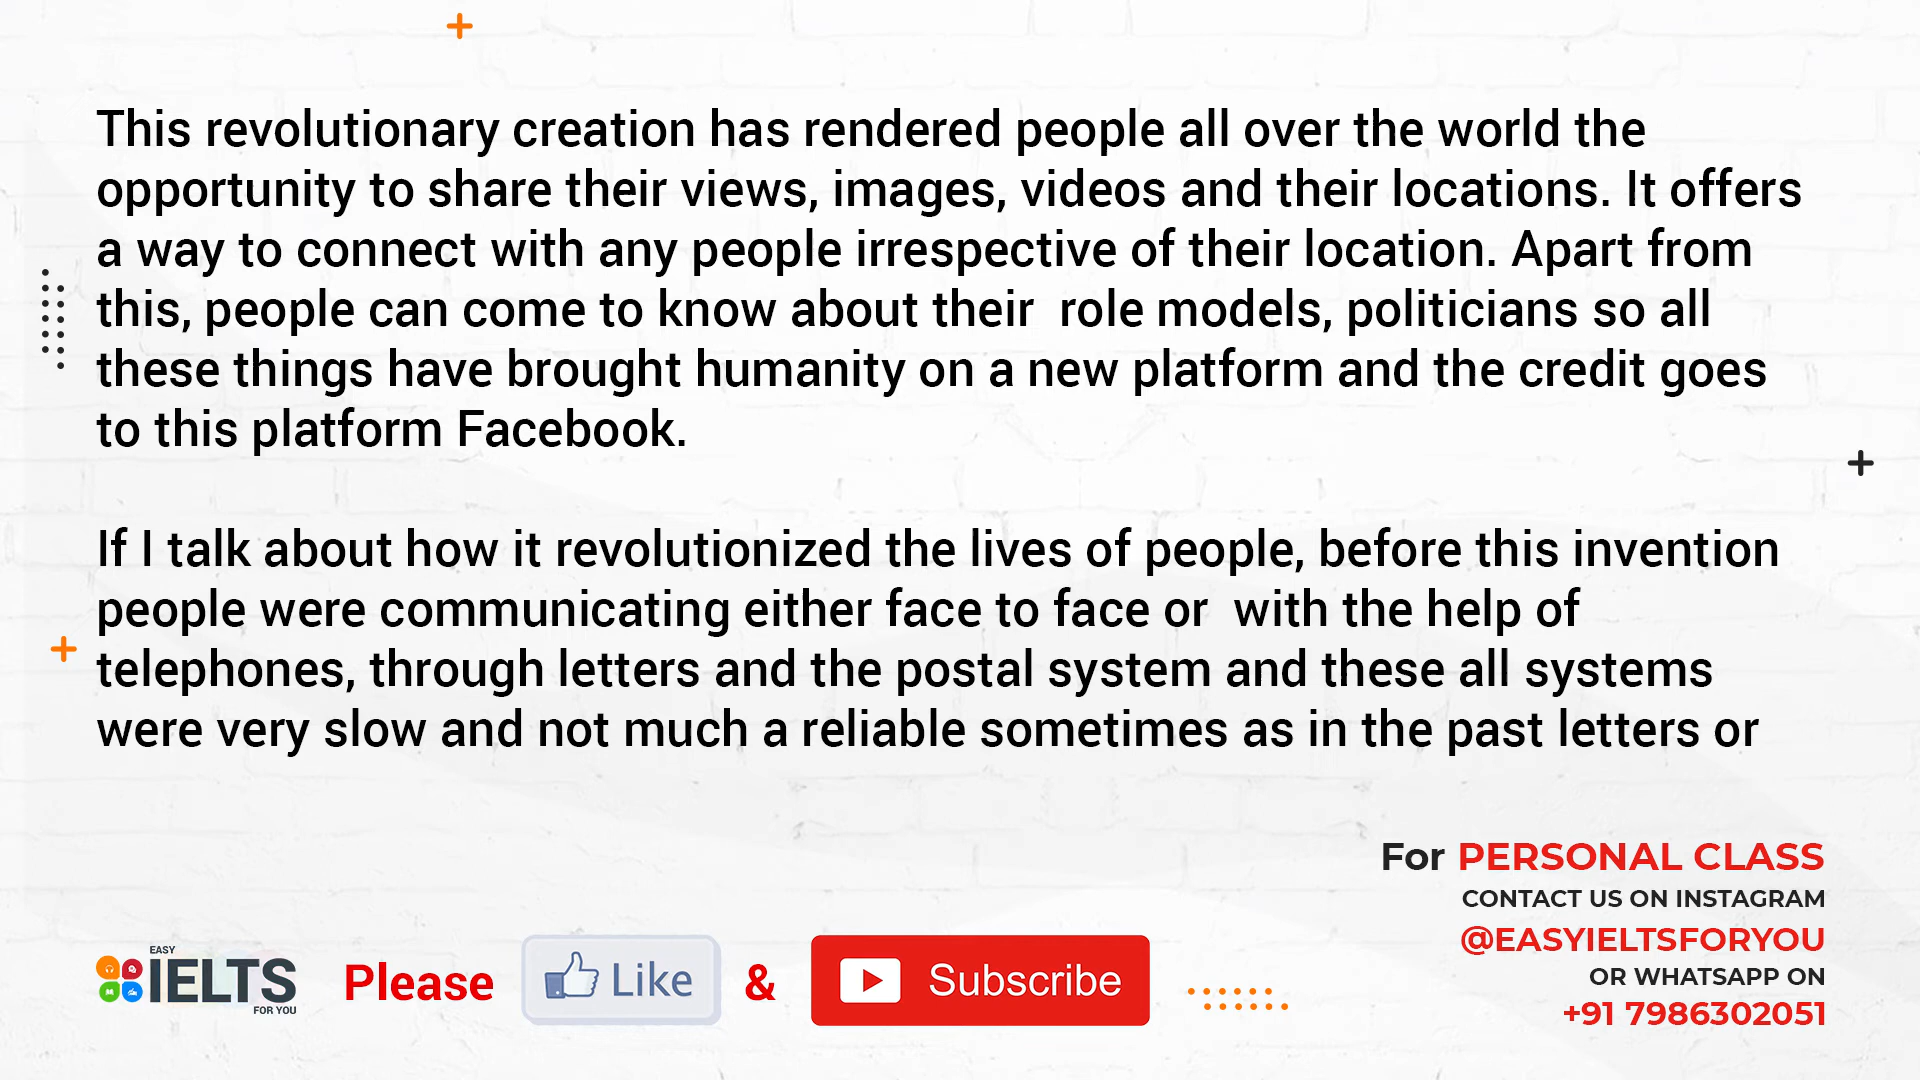 This revolutionary creation has rendered people all over the world the
opportunity to share their views, images, videos and their locations. It offers
a way to connect with any people irrespective of their location. Apart from
this, people can come to know about their  role models, politicians so all
these things have brought humanity on a new platform and the credit goes
to this platform Facebook.
If I talk about how it revolutionized the lives of people, before this invention
people were communicating either face to face or  with the help of
telephones, through letters and the postal system and these all systems
were very slow and not much a reliable sometimes as in the past letters or
For PERSONAL CLASS
CONTACT US ON INSTAGRAM
@EASYIELTSFORYOU
OR WHATSAPP ON
+91 7986302051
EASY
IELTS
FOR YOU
Please Like & Subscribe